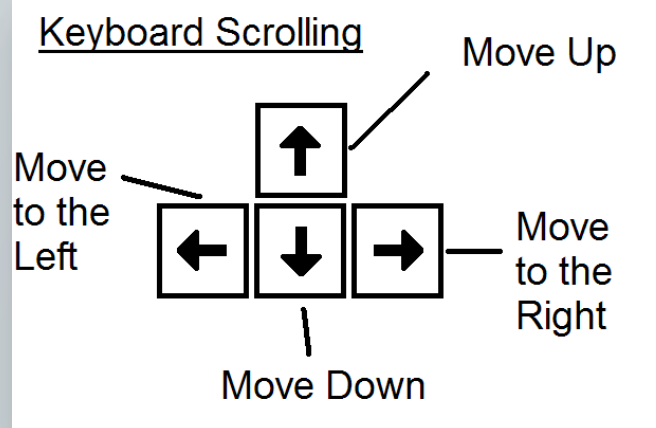 Keyboard Scrolling
Move Up
Move
to the
Left
Move
to the
Right
Move Down